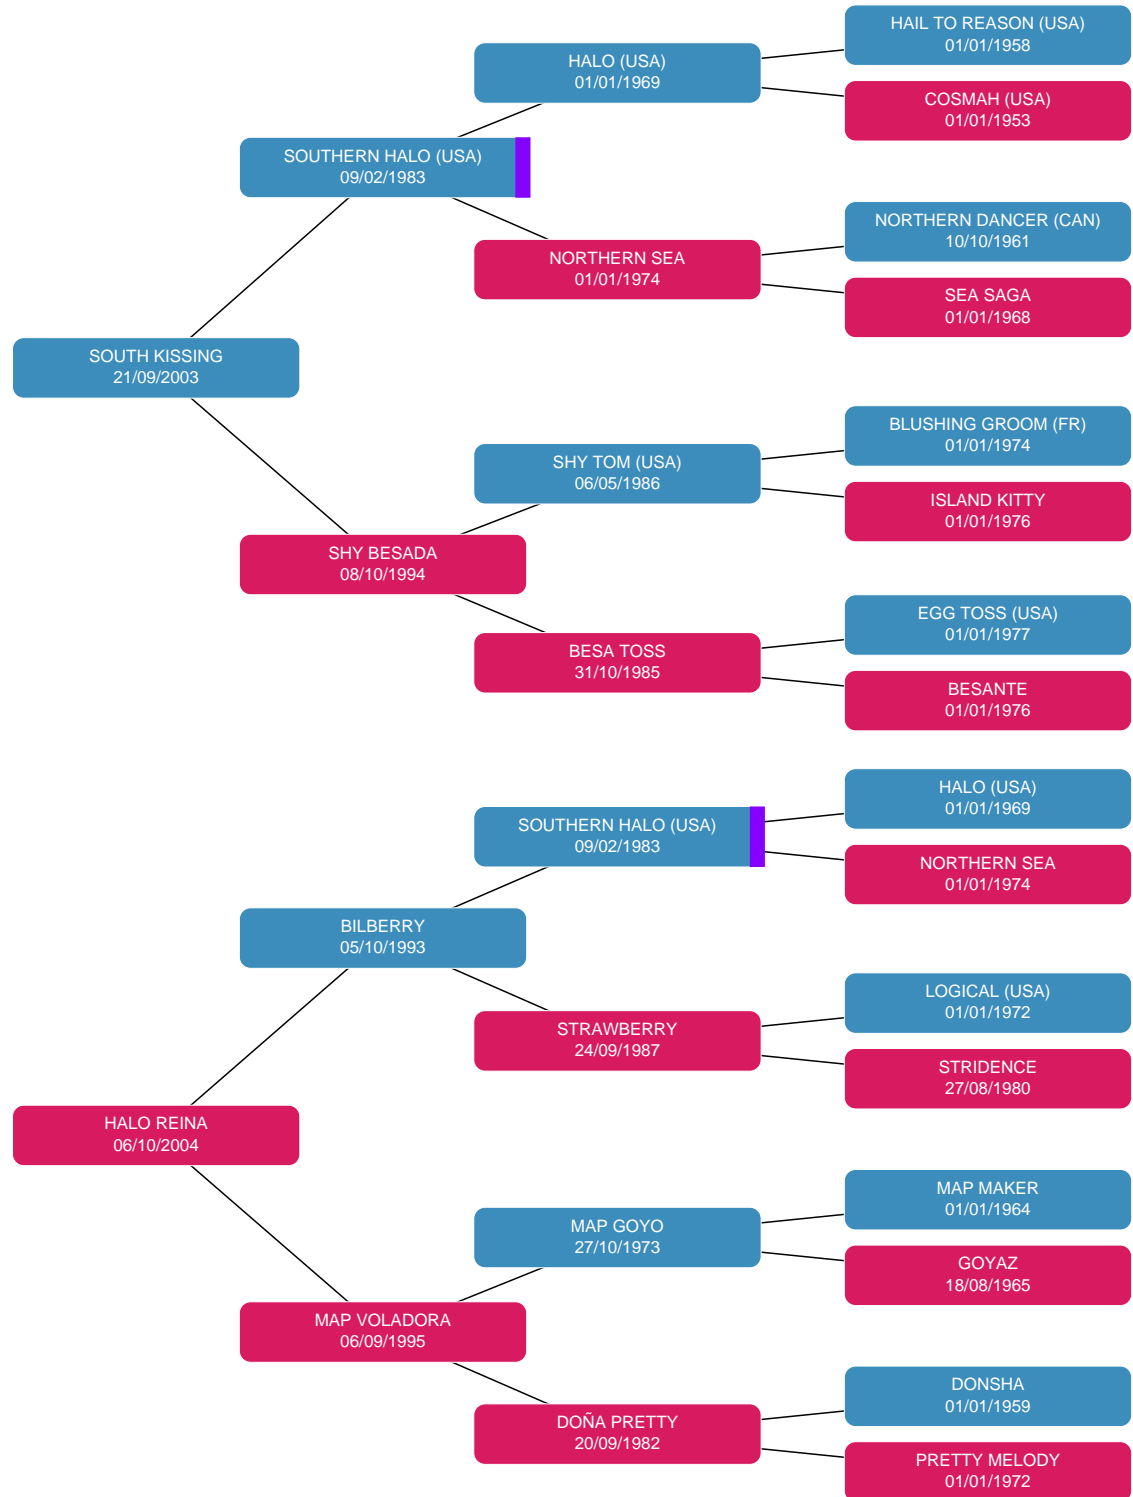 HAIL TO REASON (USA)
01/01/1958
HALO (USA)
01/01/1969
COSMAH (USA)
01/01/1953
SOUTHERN HALO (USA)
09/02/1983
NORTHERN DANCER (CAN)
10/10/1961
NORTHERN SEA
01/01/1974
SEA SAGA
01/01/1968
SOUTH KISSING
21/09/2003
BLUSHING GROOM (FR)
01/01/1974
SHY TOM (USA)
06/05/1986
ISLAND KITTY
01/01/1976
SHY BESADA
08/10/1994
EGG TOSS (USA)
01/01/1977
BESA TOSS
31/10/1985
BESANTE
01/01/1976
HALO (USA)
01/01/1969
SOUTHERN HALO (USA)
09/02/1983
NORTHERN SEA
01/01/1974
BILBERRY
05/10/1993
LOGICAL (USA)
01/01/1972
STRAWBERRY
24/09/1987
STRIDENCE
27/08/1980
HALO REINA
06/10/2004
MAP MAKER
01/01/1964
MAP GOYO
27/10/1973
GOYAZ
18/08/1965
MAP VOLADORA
06/09/1995
DONSHA
01/01/1959
DOÑA PRETTY
20/09/1982
PRETTY MELODY
01/01/1972